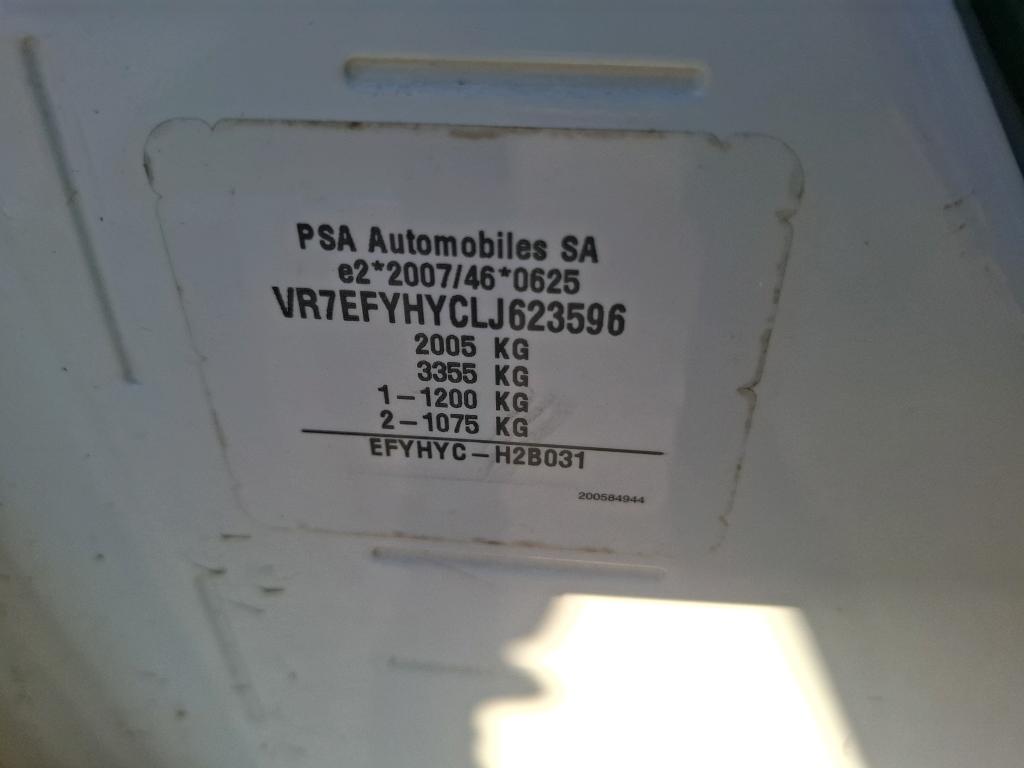 PSA Automobiles SA
e2*2007/46*0625
VR7EFYHYCLJ623596
2005 KG
3355 KG
1-1200 KG
2-1075 KG
EFYHYC-H2B031
200584944